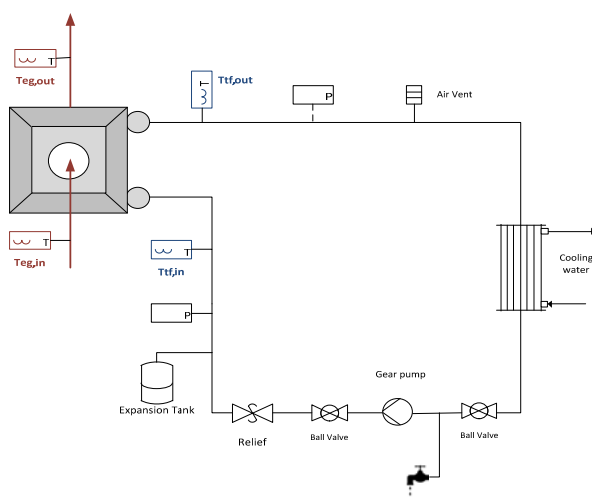 T
Teg,out
T
Ttf,out
P
Air Vent
T
Teg,in
T
Ttf,in
Cooling
water
P
Expansion Tank
Gear pump
Relief
Ball Valve
Ball Valve